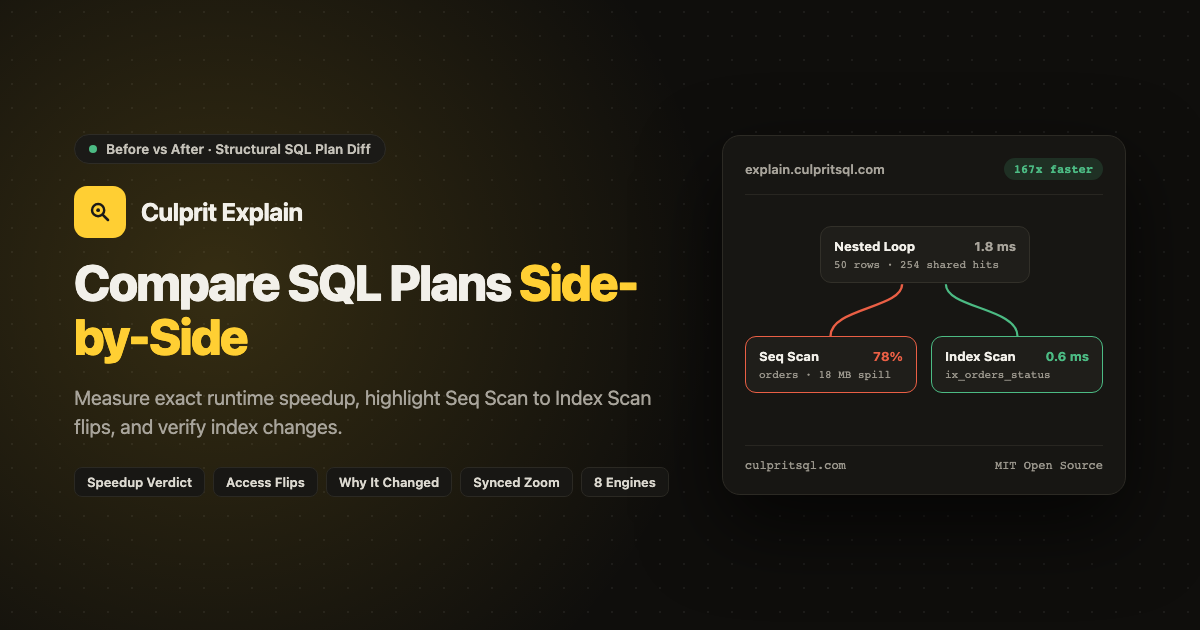 Before vs After · Structural SQL Plan Diff
Culprit Explain
Compare SQL Plans Side-
by-Side
Measure exact runtime speedup, highlight Seq Scan to Index Scan
flips, and verify index changes.
Speedup Verdict
Access Flips
Why It Changed
Synced Zoom
8 Engines
explain.culpritsql.com
167x faster
Nested Loop
1.8 ms
50 rows · 254 shared hits
Seq Scan
78%
orders · 18 MB spill
Index Scan
0.6 ms
ix_orders_status
culpritsql.com
MIT Open Source